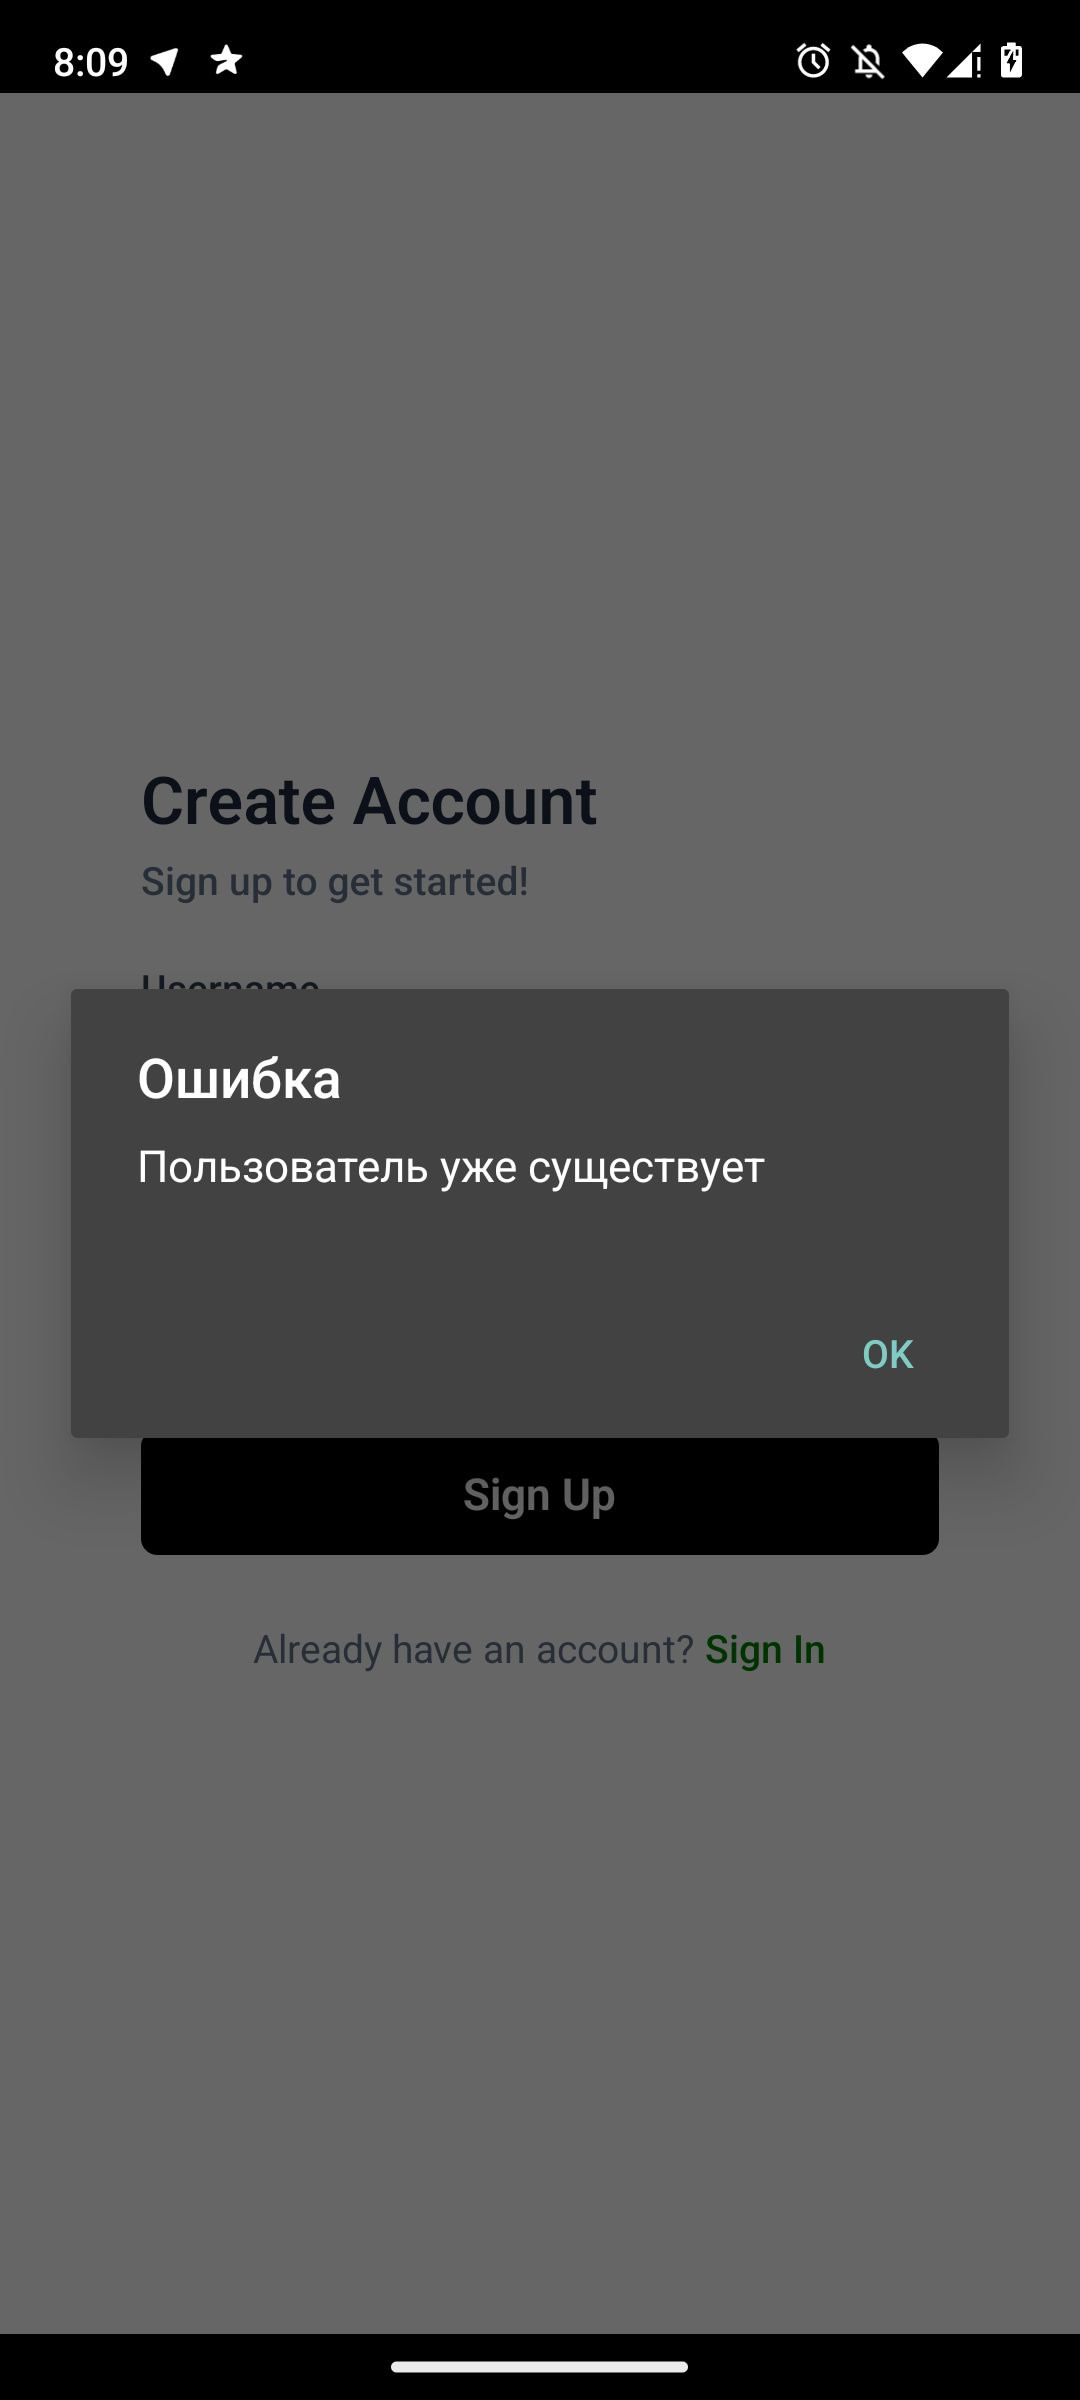 8:09
Create Account
Sign up to get started!
Username
Ошибка
Пользователь уже существует
OK
Sign Up
Already have an account? Sign In